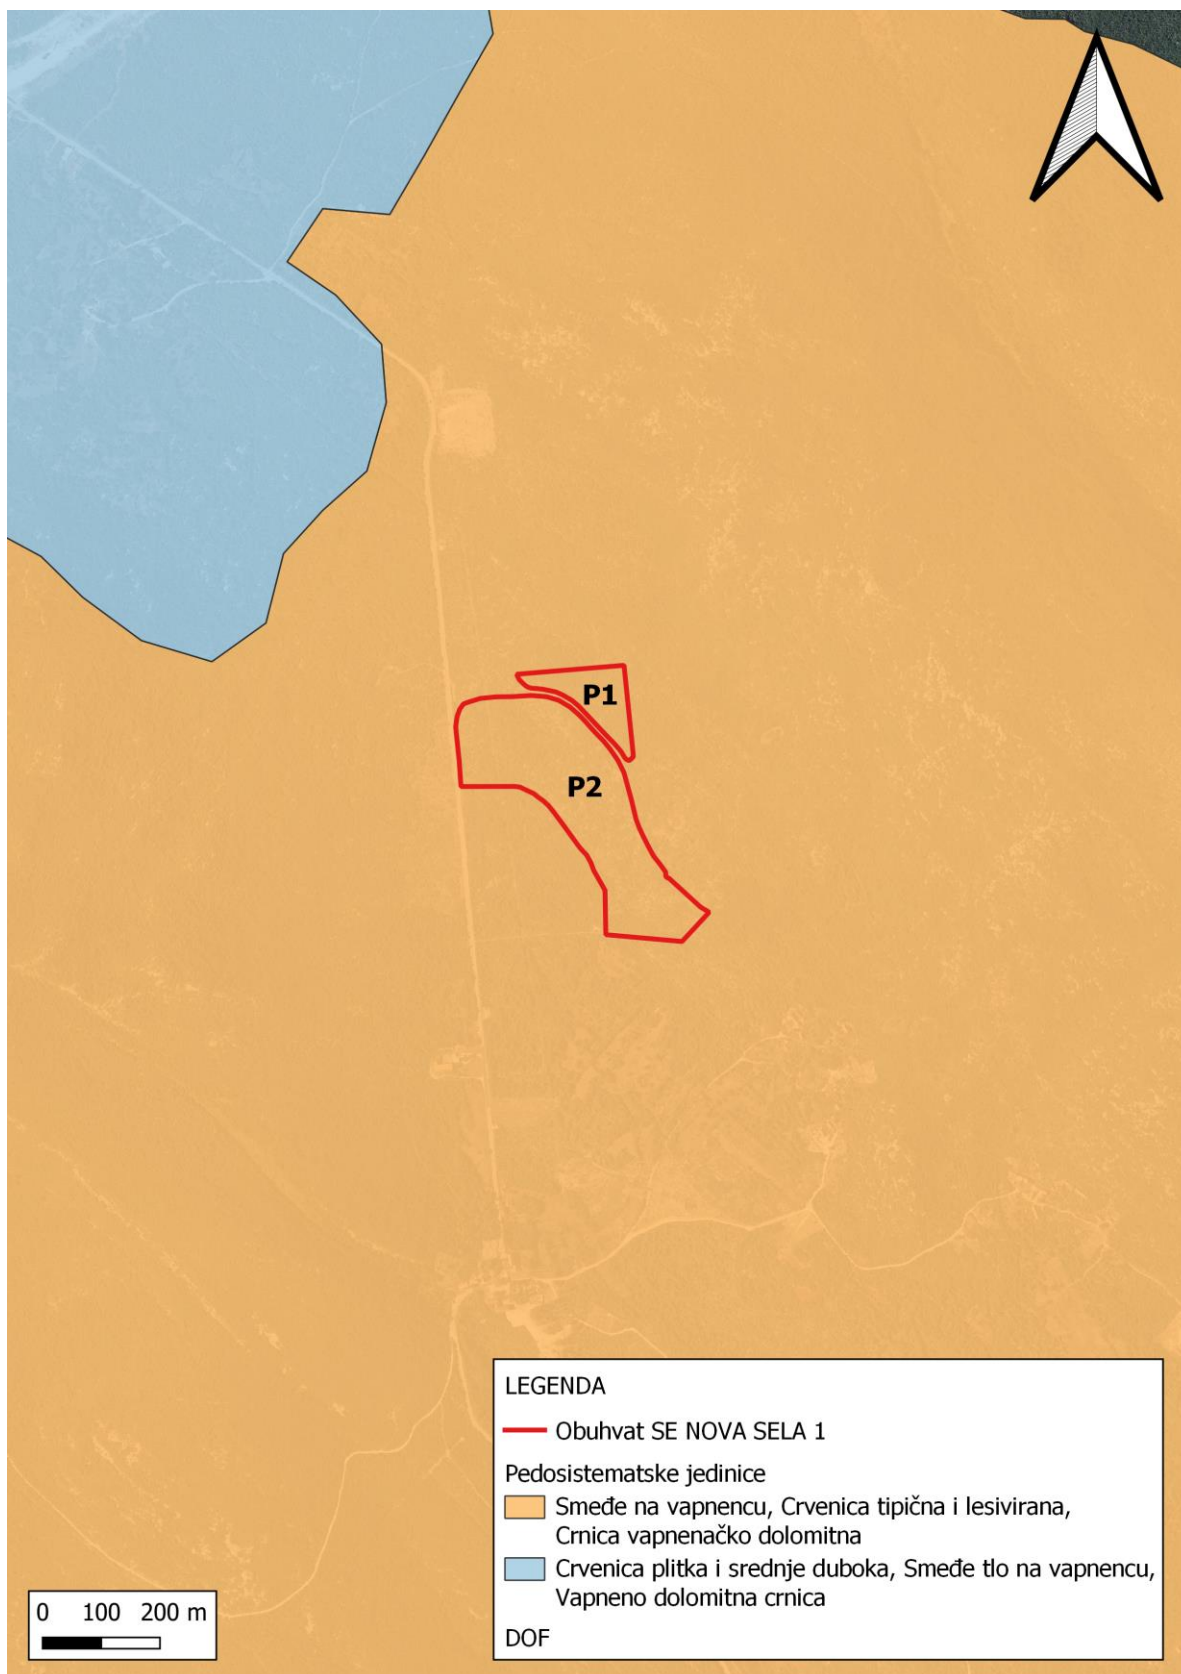 P1
P2
LEGENDA
Obuhvat SE NOVA SELA 1
Pedosistematske jedinice
Smeđe na vapnencu, Crvenica tipična i lesivirana,
Crnica vapnenačko dolomitna
Crvenica plitka i srednje duboka, Smeđe tlo na vapnencu,
Vapneno dolomitna crnica
DOF
0 100 200 m